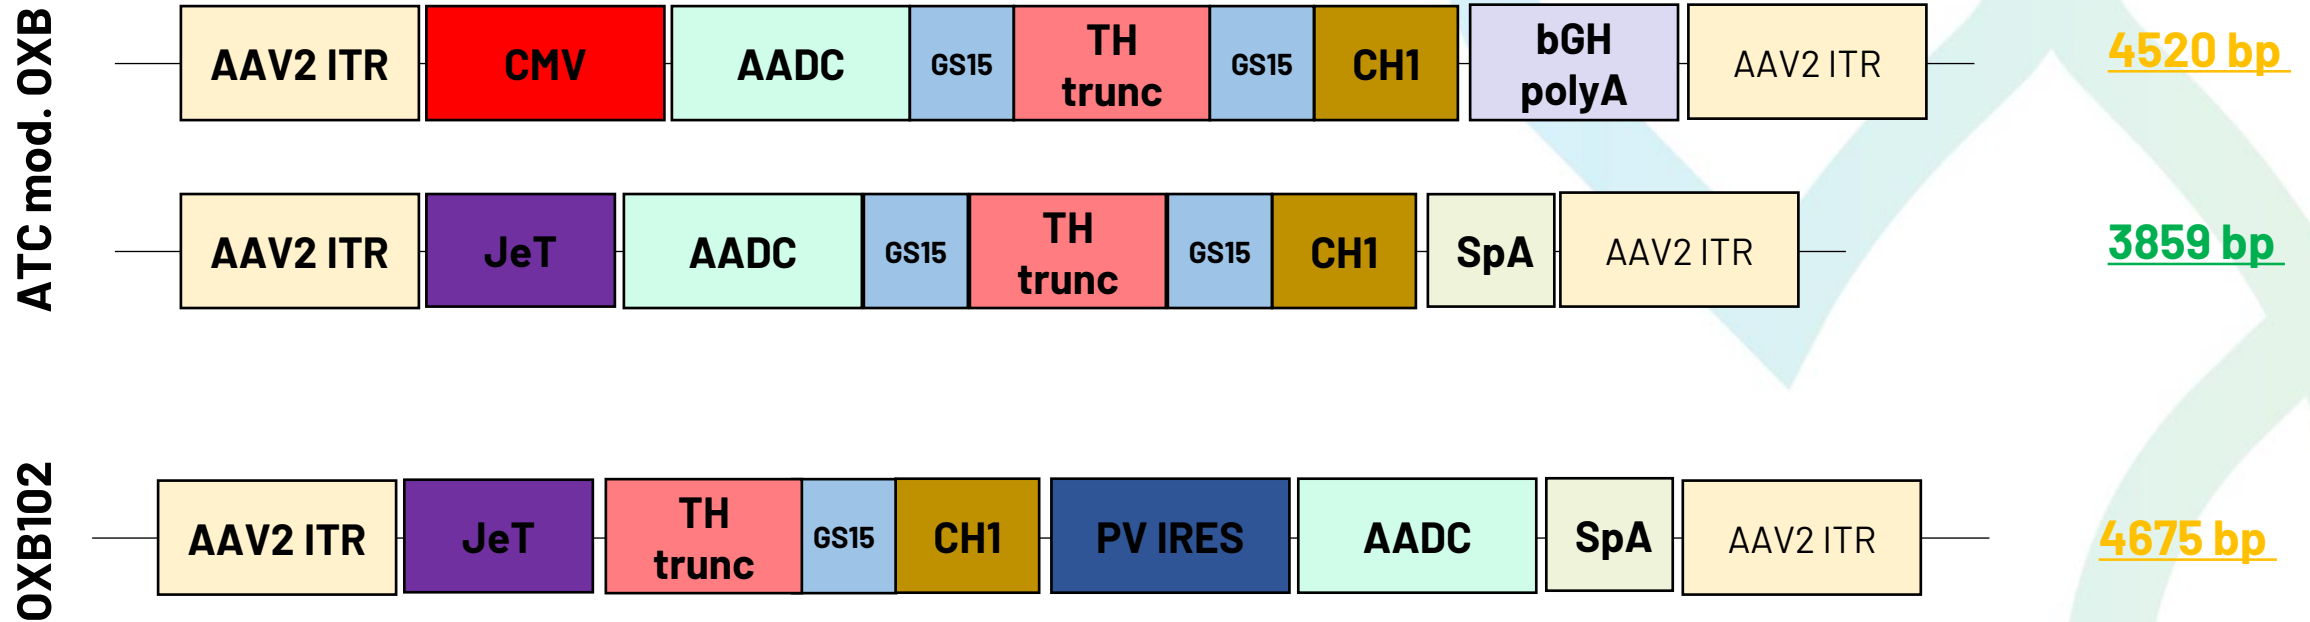 ATC mod. OXB
AAV2 ITR CMV AADC GS15 TH trunc GS15 CH1 bGH polyA AAV2 ITR 4520 bp
AAV2 ITR JeT AADC GS15 TH trunc GS15 CH1 SpA AAV2 ITR 3859 bp
OXB102
AAV2 ITR JeT TH trunc GS15 CH1 PV IRES AADC SpA AAV2 ITR 4675 bp